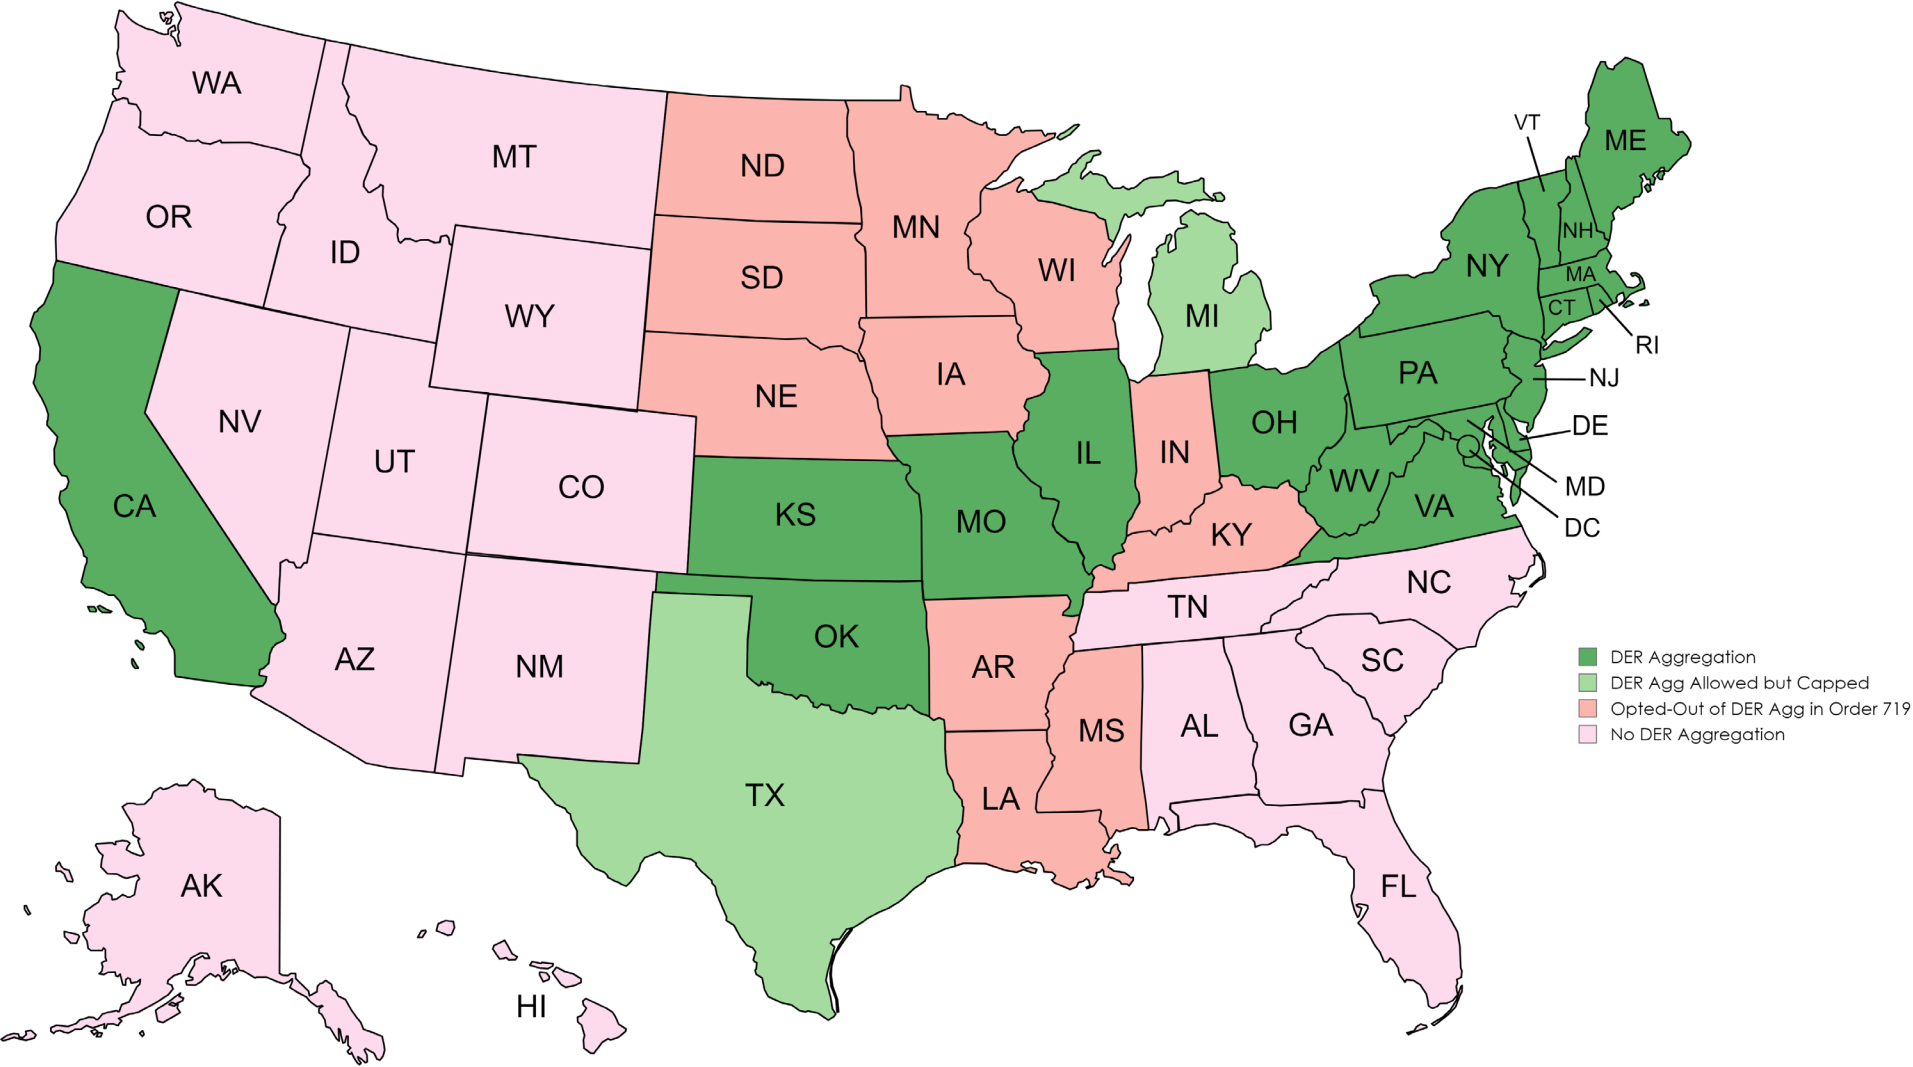 WA
MT
ND
MN
VT
ME
OR
ID
SD
WI
NH
NY
MA
WY
MI
CT
RI
NE
IA
PA
NJ
NV
UT
CO
IL
IN
OH
DE
CA
KS
MO
KY
WV
VA
MD
DC
AZ
NM
OK
AR
TN
NC
SC
DER Aggregation
DER Agg Allowed but Capped
Opted-Out of DER Agg in Order 719
No DER Aggregation
TX
LA
MS
AL
GA
AK
FL
HI